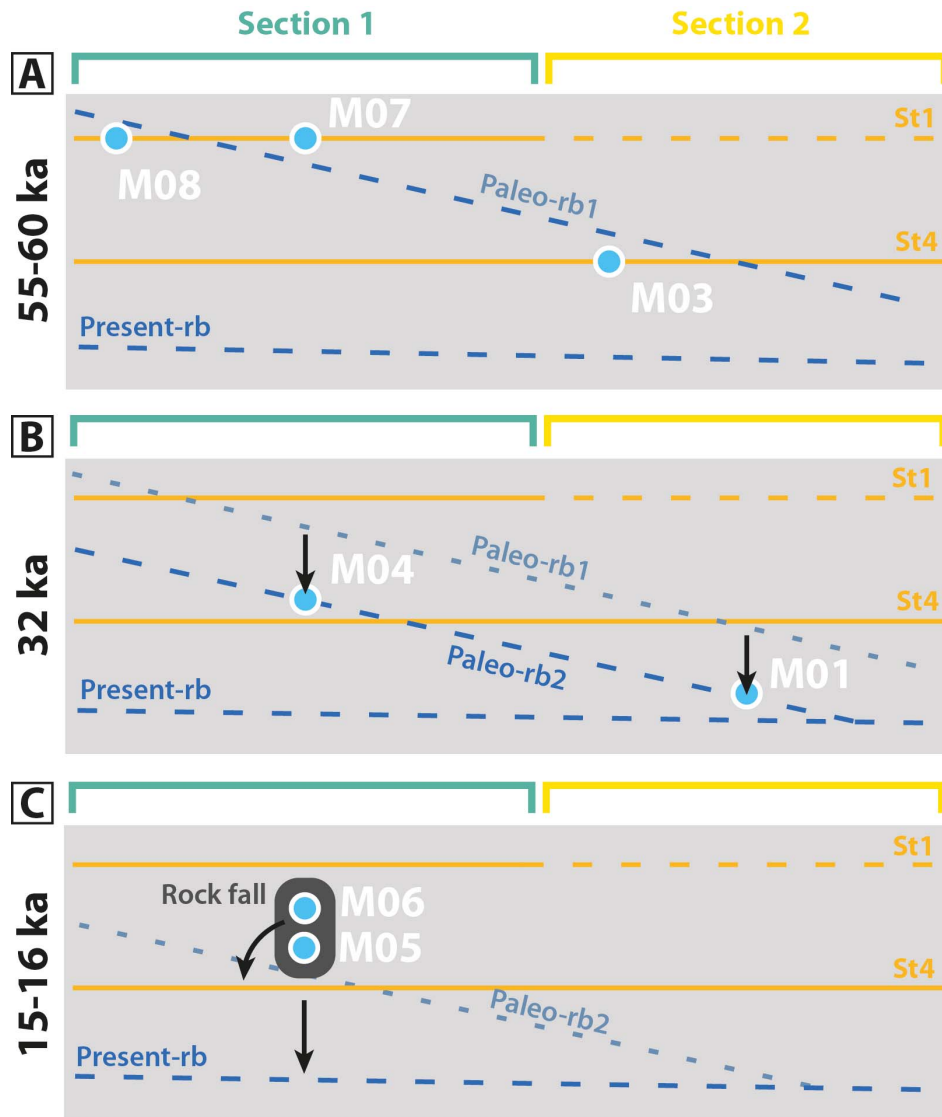 Section 1
Section 2
A
55-60 ka
St1
M07
M08
Paleo-rb1
St4
M03
Present-rb
B
32 ka
St1
Paleo-rb1
M04
St4
Paleo-rb2
M01
Present-rb
C
15-16 ka
St1
Rock fall
M06
M05
St4
Paleo-rb2
Present-rb